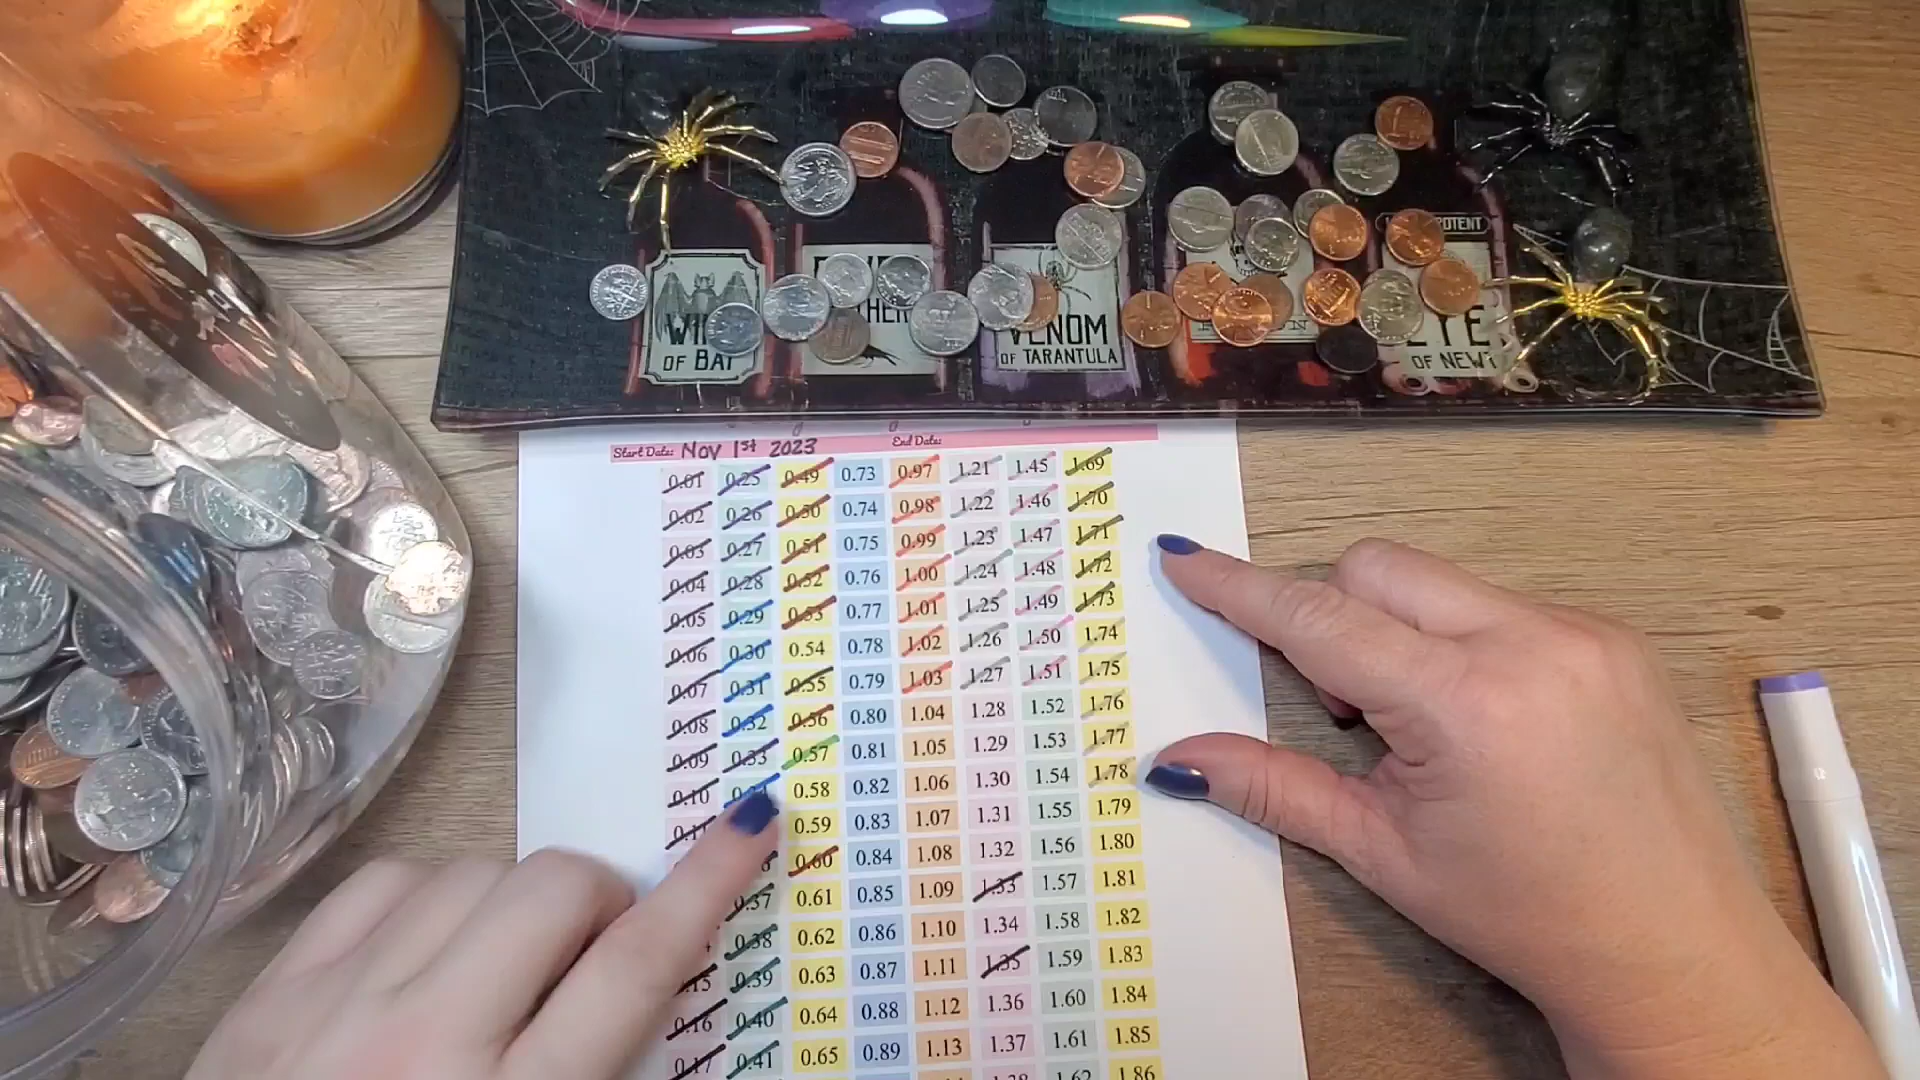 POTENT
WI
OF BAT
THER
VENOM
OF TARANTULA
EYE
OF NEWT
Start Date: Nov 1st 2023 End Date:
0.01 0.25 0.49 0.73 0.97 1.21 1.45 1.69
0.02 0.26 0.50 0.74 0.98 1.22 1.46 1.70
0.03 0.27 0.51 0.75 0.99 1.23 1.47 1.71
0.04 0.28 0.52 0.76 1.00 1.24 1.48 1.72
0.05 0.29 0.53 0.77 1.01 1.25 1.49 1.73
0.06 0.30 0.54 0.78 1.02 1.26 1.50 1.74
0.07 0.31 0.55 0.79 1.03 1.27 1.51 1.75
0.08 0.32 0.56 0.80 1.04 1.28 1.52 1.76
0.09 0.33 0.57 0.81 1.05 1.29 1.53 1.77
0.10 0.34 0.58 0.82 1.06 1.30 1.54 1.78
0.11 0.59 0.83 1.07 1.31 1.55 1.79
0.60 0.84 1.08 1.32 1.56 1.80
0.37 0.61 0.85 1.09 1.33 1.57 1.81
0.38 0.62 0.86 1.10 1.34 1.58 1.82
0.15 0.39 0.63 0.87 1.11 1.35 1.59 1.83
0.16 0.40 0.64 0.88 1.12 1.36 1.60 1.84
0.17 0.41 0.65 0.89 1.13 1.37 1.61 1.85
1.38 1.62 1.86